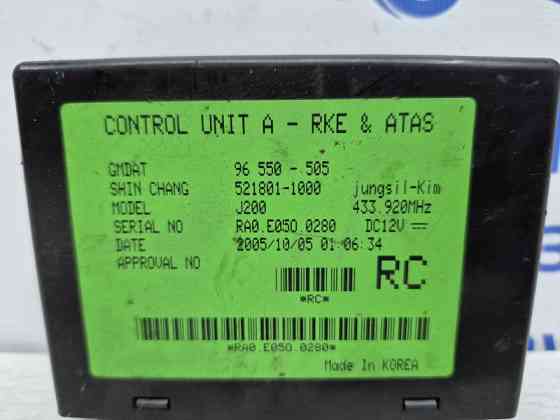 CONTROL UNIT A - RKE & ATAS
GMDAT 96 550 - 505
SHIN CHANG 521801-1000 jungsil-Kim
MODEL J200 433.920MHz
SERIAL NO RA0.E050.0280 DC12V
DATE 2005/10/05 01:06:34
APPROVAL NO
RC
*RC*
*RA0.E050.0280*
Made In KOREA